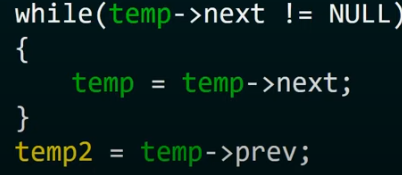 while(temp->next != NULL)
{
    temp = temp->next;
}
temp2 = temp->prev;